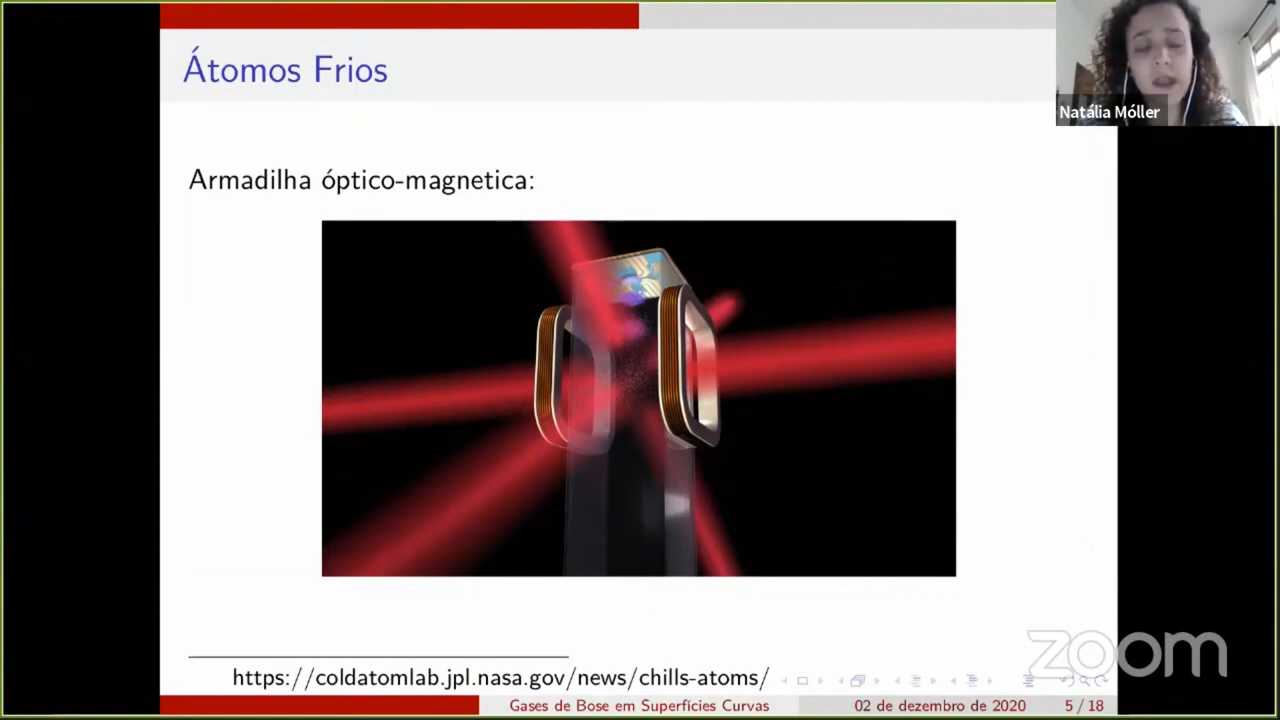 Átomos Frios
Natália Móller
Armadilha óptico-magnetica:
https://coldatomlab.jpl.nasa.gov/news/chills-atoms/
zoom
Gases de Bose em Superfícies Curvas 02 de dezembro de 2020 5 / 18